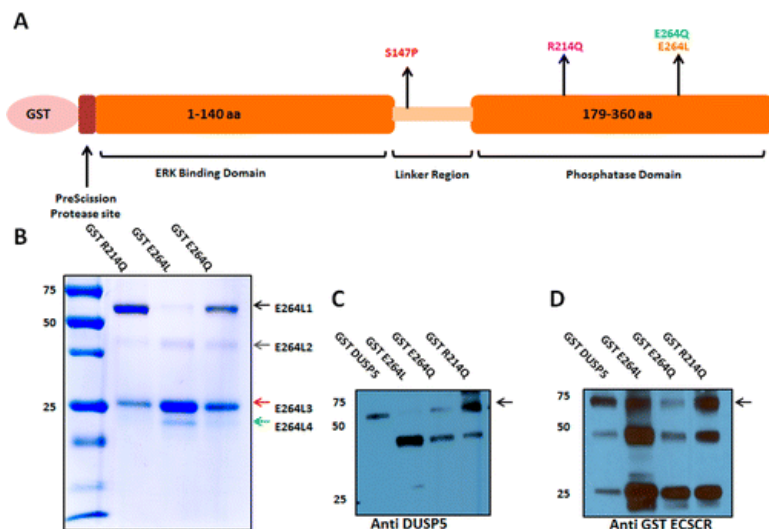 A
S147P
R214Q
E264Q
E264L
GST
1-140 aa
179-360 aa
ERK Binding Domain
Linker Region
Phosphatase Domain
PreScission
Protease site
B
GST R214Q
GST E264L
GST E264Q
75
50
25
E264L1
E264L2
E264L3
E264L4
C
GST DUSP5
GST E264L
GST E264Q
GST R214Q
75
50
25
Anti DUSP5
D
GST DUSP5
GST E264L
GST E264Q
GST R214Q
75
50
25
Anti GST ECSCR